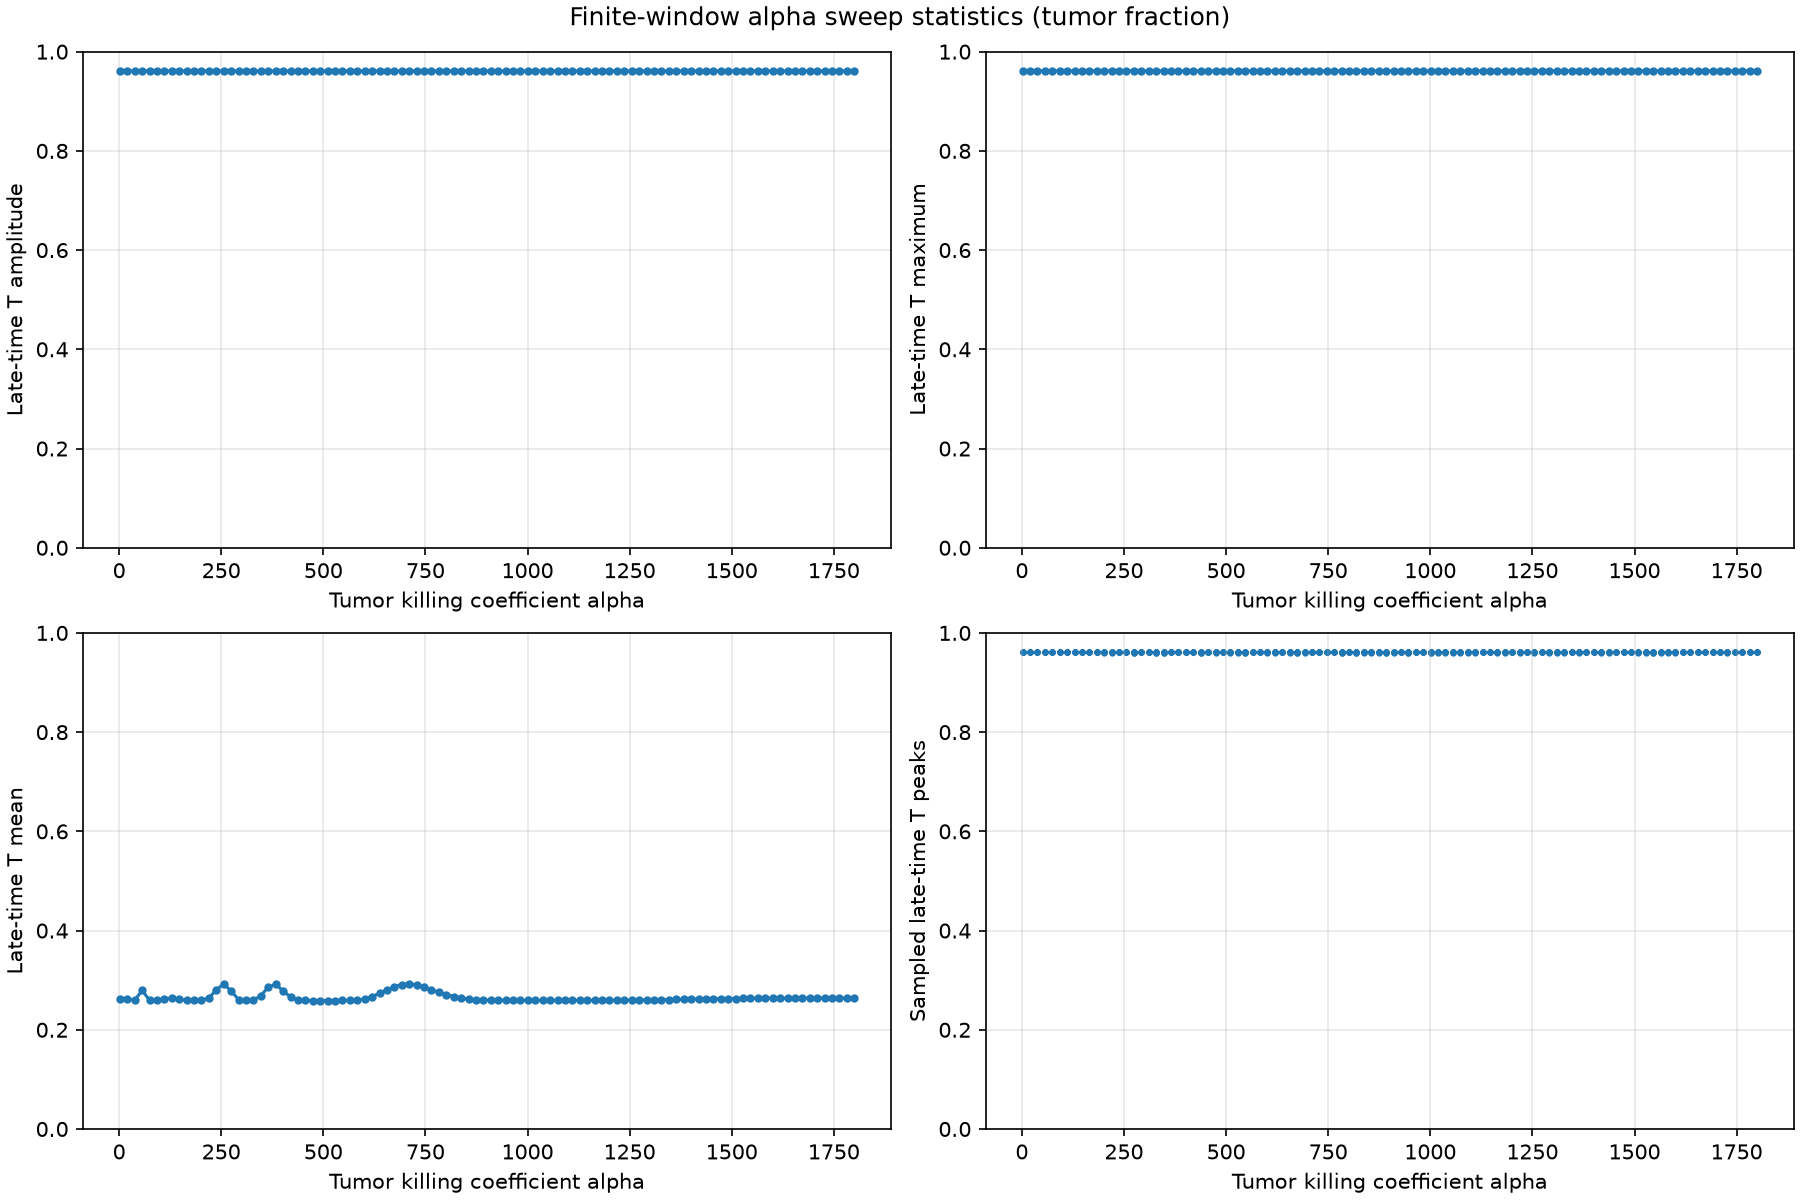 Finite-window alpha sweep statistics (tumor fraction)
Late-time T amplitude
1.0
0.8
0.6
0.4
0.2
0.0
0 250 500 750 1000 1250 1500 1750
Tumor killing coefficient alpha
Late-time T maximum
1.0
0.8
0.6
0.4
0.2
0.0
0 250 500 750 1000 1250 1500 1750
Tumor killing coefficient alpha
Late-time T mean
1.0
0.8
0.6
0.4
0.2
0.0
0 250 500 750 1000 1250 1500 1750
Tumor killing coefficient alpha
Sampled late-time T peaks
1.0
0.8
0.6
0.4
0.2
0.0
0 250 500 750 1000 1250 1500 1750
Tumor killing coefficient alpha